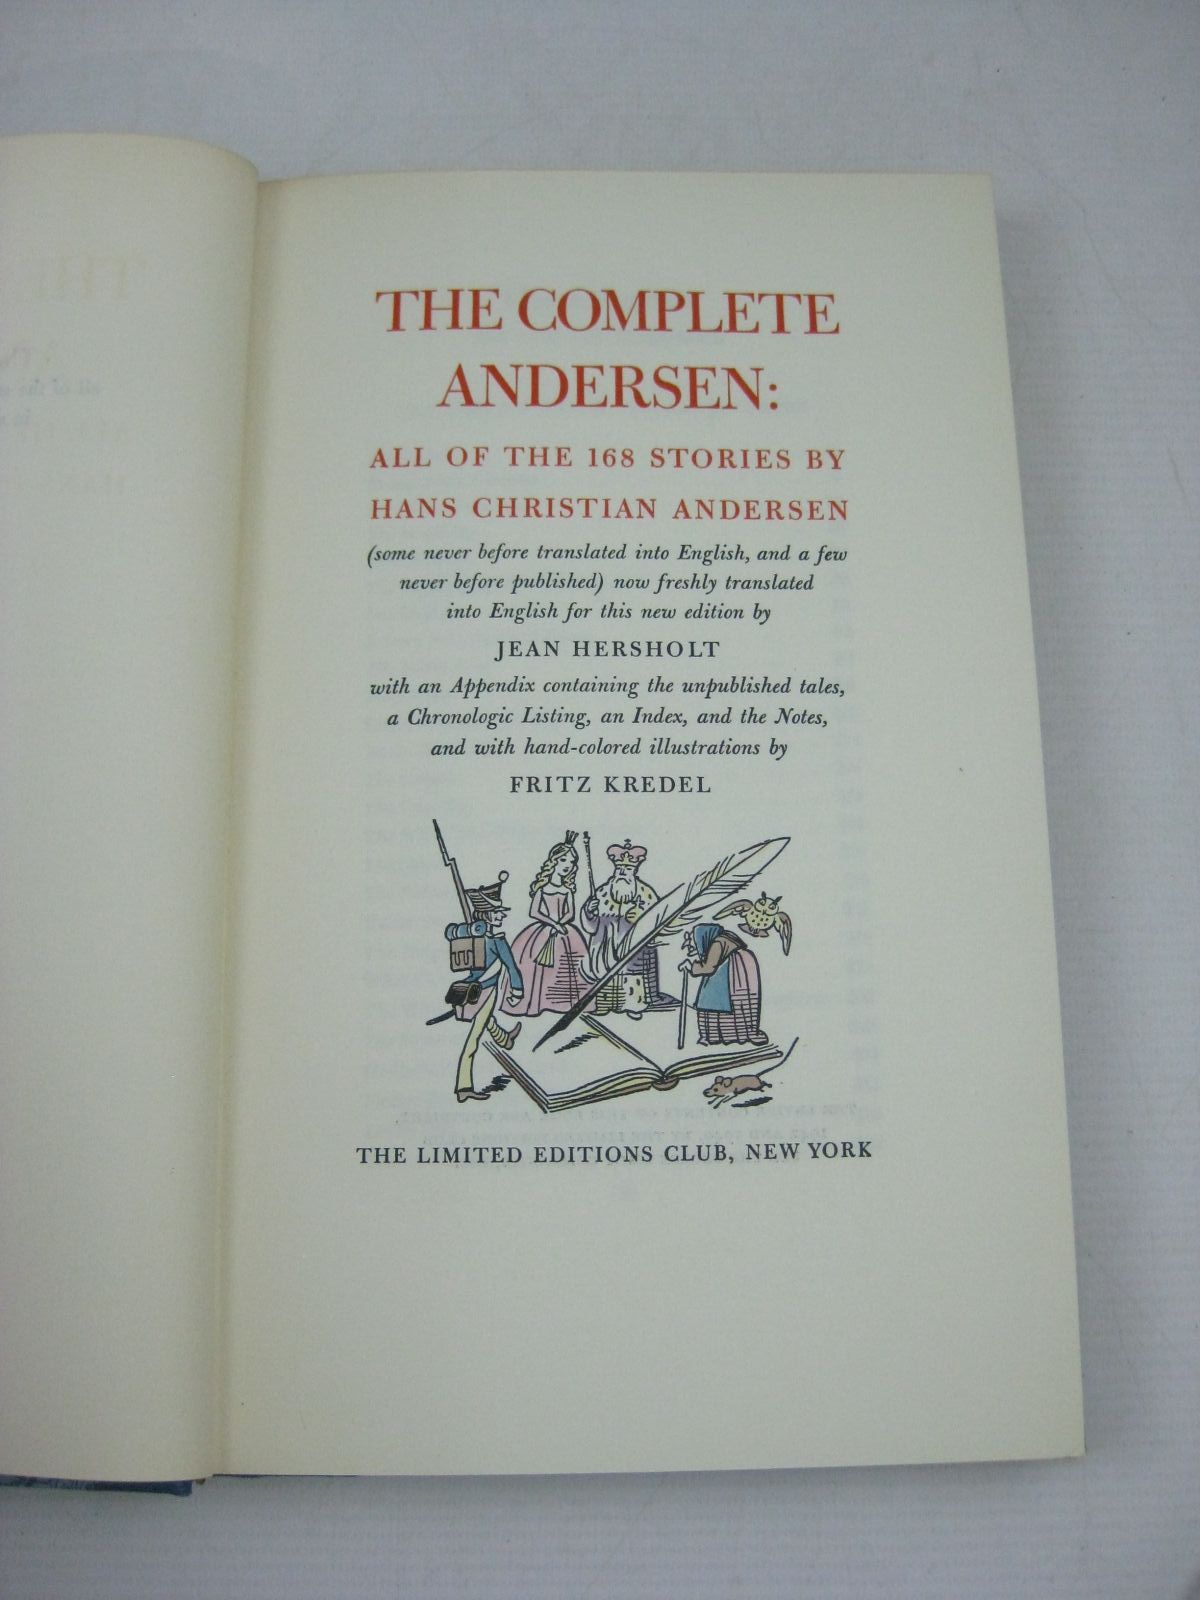 THE COMPLETE
ANDERSEN:
ALL OF THE 168 STORIES BY
HANS CHRISTIAN ANDERSEN
(some never before translated into English, and a few
never before published) now freshly translated
into English for this new edition by
JEAN HERSHOLT
with an Appendix containing the unpublished tales,
a Chronologic Listing, an Index, and the Notes,
and with hand-colored illustrations by
FRITZ KREDEL
THE LIMITED EDITIONS CLUB, NEW YORK